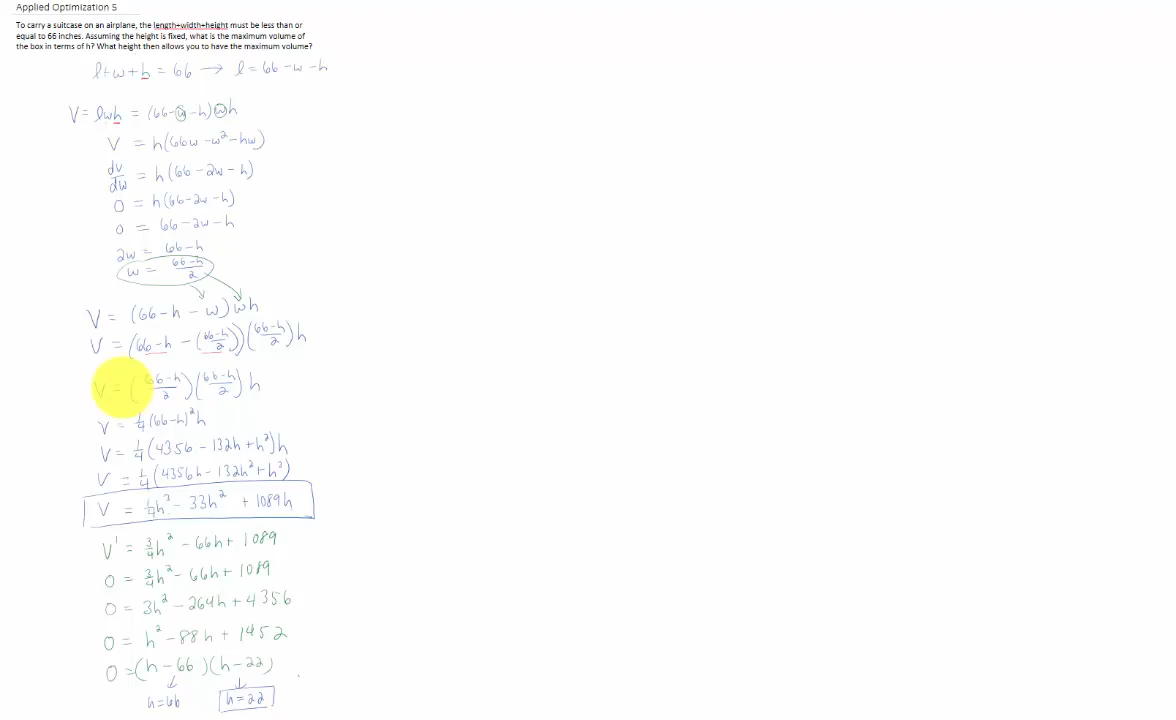 Applied Optimization 5
To carry a suitcase on an airplane, the length+width+height must be less than or
equal to 66 inches. Assuming the height is fixed, what is the maximum volume of
the box in terms of h? What height then allows you to have the maximum volume?
l+w+h = 66 → l = 66-w-h
V = lwh = (66-w-h)wh
V = h(66w-w²-hw)
dv/dw = h(66-2w-h)
0 = h(66-2w-h)
0 = 66-2w-h
2w = 66-h
w = (66-h)/2
V = (66-h-w)wh
V = (66-h-((66-h)/2))((66-h)/2)h
V = ((66-h)/2)((66-h)/2)h
V = 1/4(66-h)²h
V = 1/4(4356-132h+h²)h
V = 1/4(4356h-132h²+h³)
V = 1/4h³-33h²+1089h
V' = 3/4h²-66h+1089
0 = 3/4h²-66h+1089
0 = 3h²-264h+4356
0 = h²-88h+1452
0 = (h-66)(h-22)
h=66 h=22